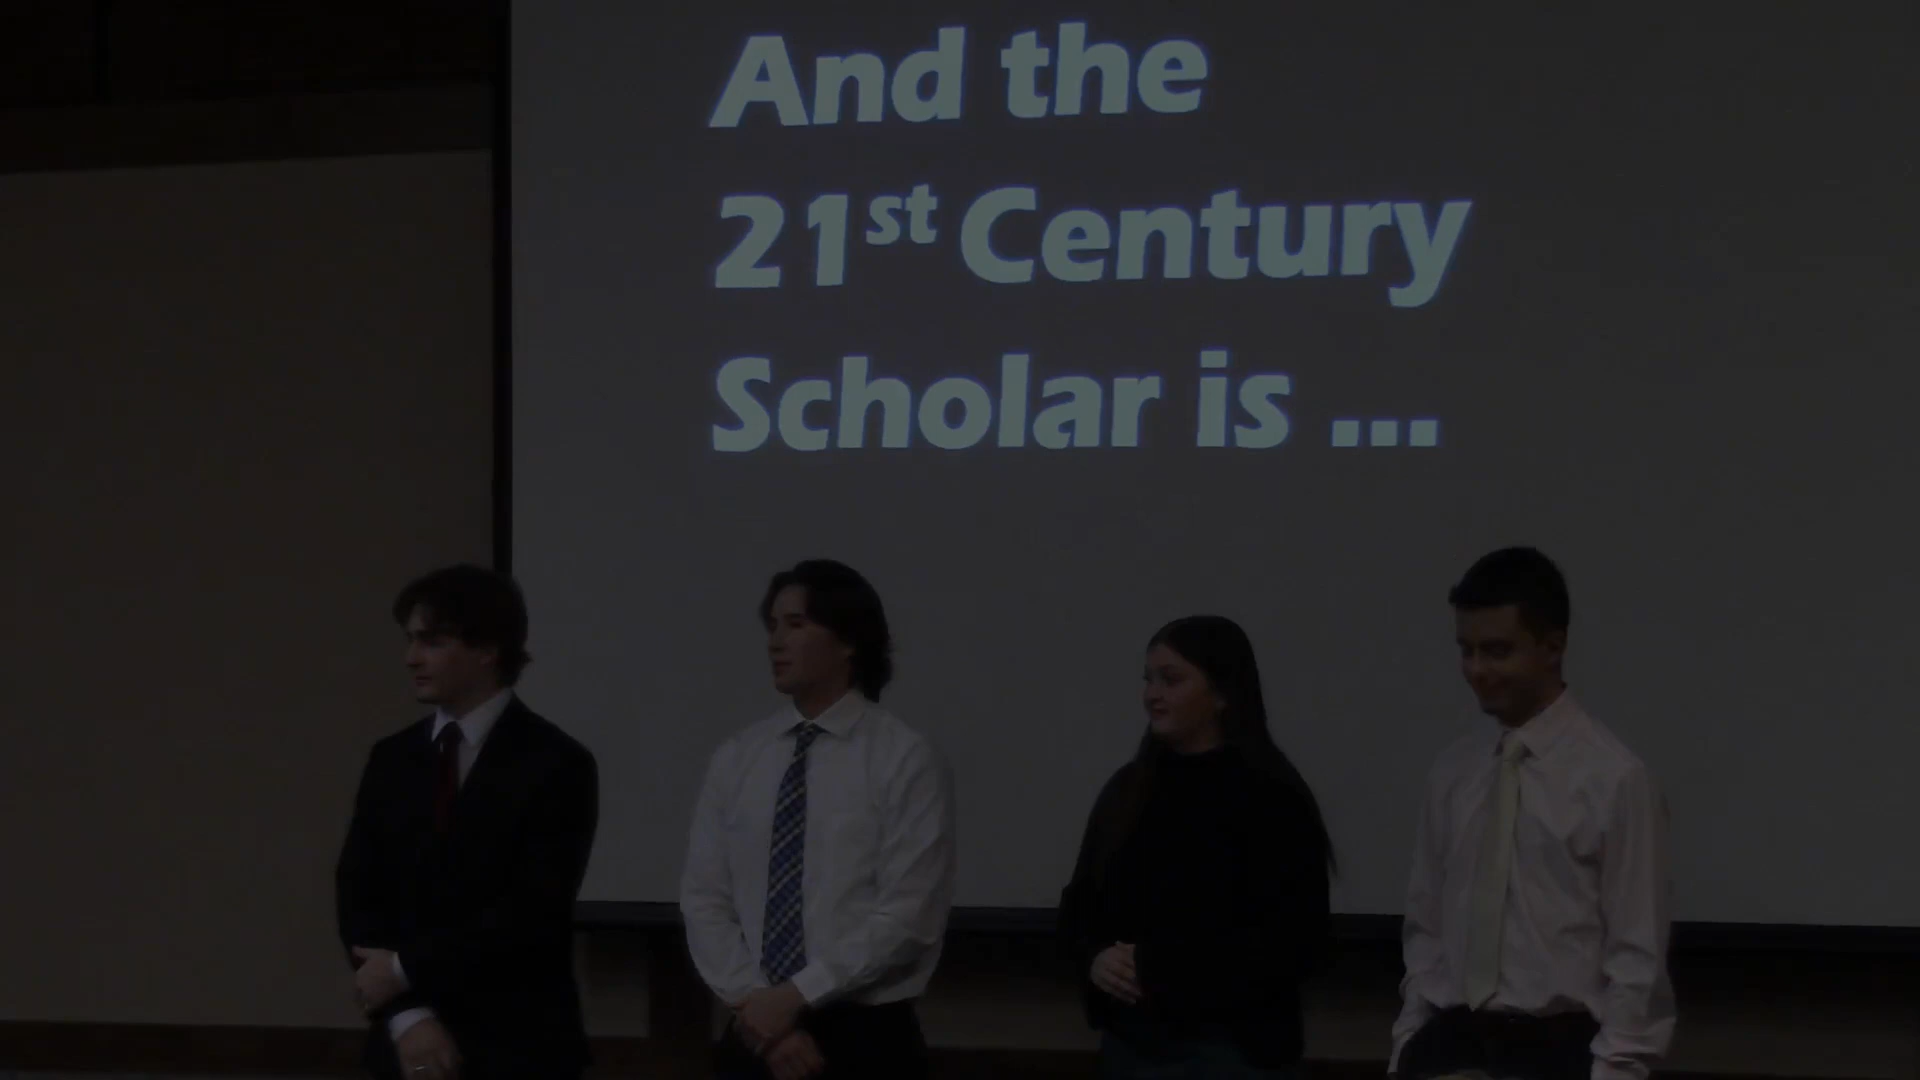 And the
21st Century
Scholar is ...